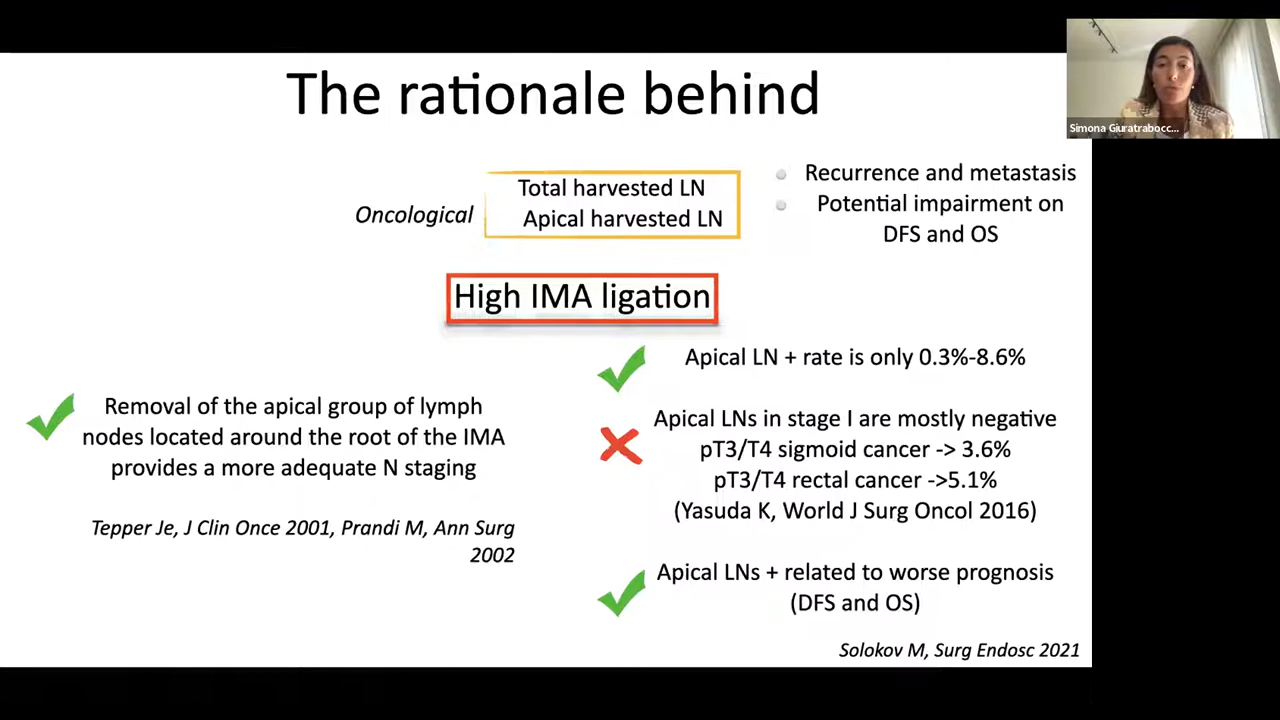 The rationale behind
Simona Giuratrabocc...
Oncological
Total harvested LN
Apical harvested LN
Recurrence and metastasis
Potential impairment on
DFS and OS
High IMA ligation
Removal of the apical group of lymph
nodes located around the root of the IMA
provides a more adequate N staging
Tepper Je, J Clin Once 2001, Prandi M, Ann Surg
2002
Apical LN + rate is only 0.3%-8.6%
Apical LNs in stage I are mostly negative
pT3/T4 sigmoid cancer -> 3.6%
pT3/T4 rectal cancer ->5.1%
(Yasuda K, World J Surg Oncol 2016)
Apical LNs + related to worse prognosis
(DFS and OS)
Solokov M, Surg Endosc 2021